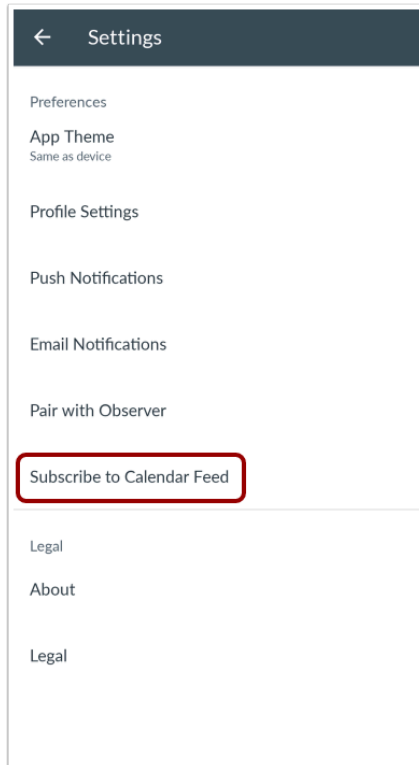 Settings
Preferences
App Theme
Same as device
Profile Settings
Push Notifications
Email Notifications
Pair with Observer
Subscribe to Calendar Feed
Legal
About
Legal